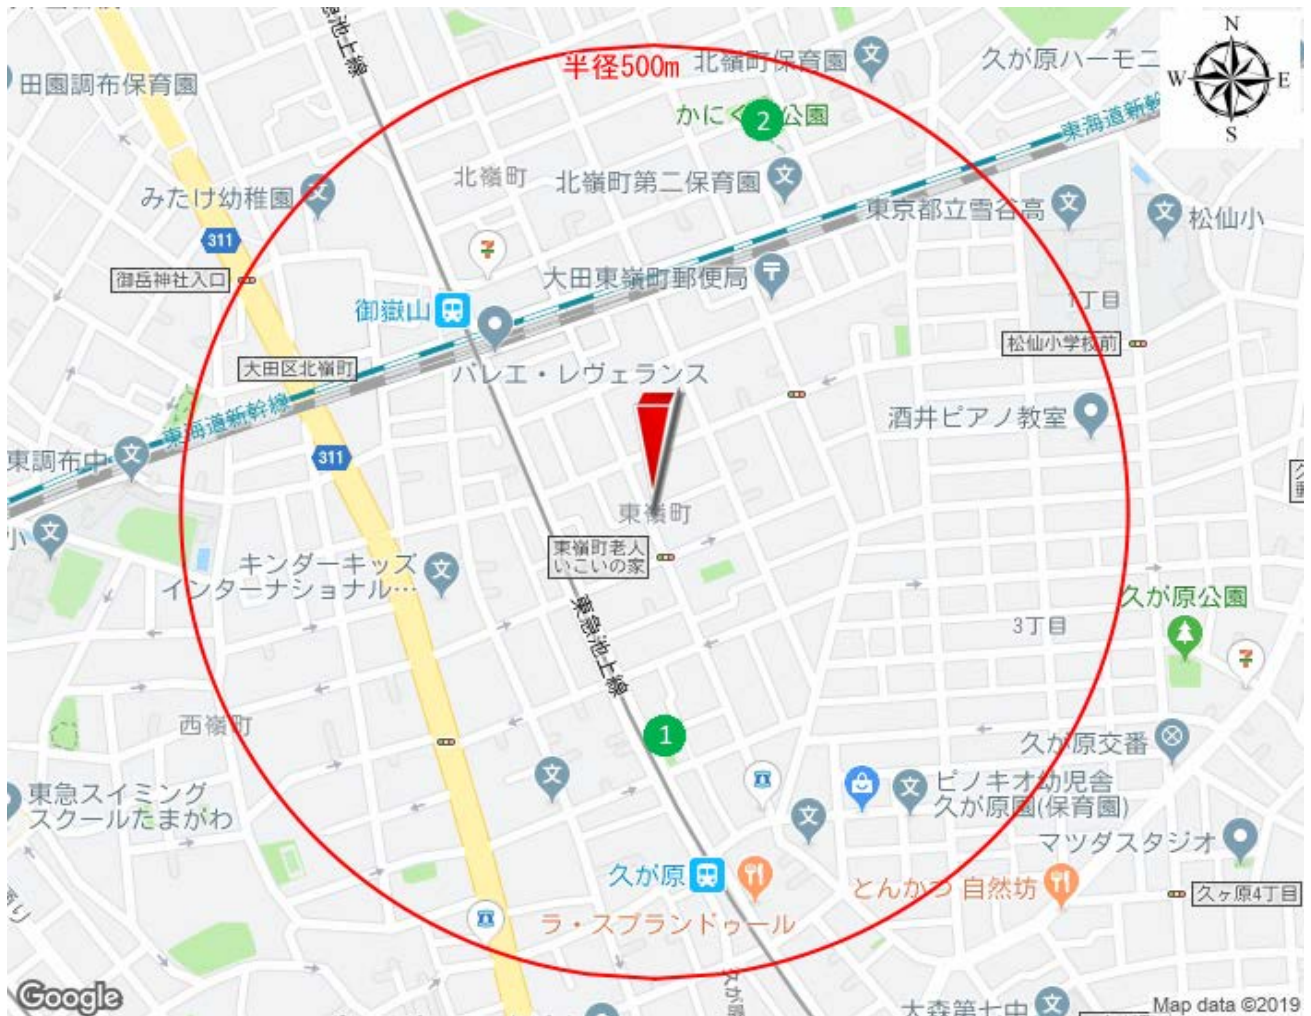 急池上線
半径500m
北嶺町保育園
久が原ハーモニ
N
W
E
S
田園調布保育園
かにく
2
公園
東海道新幹
北嶺町
北嶺町第二保育園
みたけ幼稚園
東京都立雪谷高
松仙小
311
大田東嶺町郵便局
御岳神社入口
1丁目
御嶽山
松仙小学校前
大田区北嶺町
バレエ・レヴェランス
東海道新幹線
酒井ピアノ教室
東調布中
311
東嶺町
小
東嶺町老人
いこいの家
キンダーキッズ
インターナショナル…
東急池上線
久が原公園
3丁目
西嶺町
1
久が原交番
東急スイミング
スクールたまがわ
ピノキオ幼児舎
久が原園(保育園)
マツダスタジオ
久が原
とんかつ 自然坊
久ヶ原4丁目
ラ・スプランドゥール
Google
大森第七中
Map data ©2019